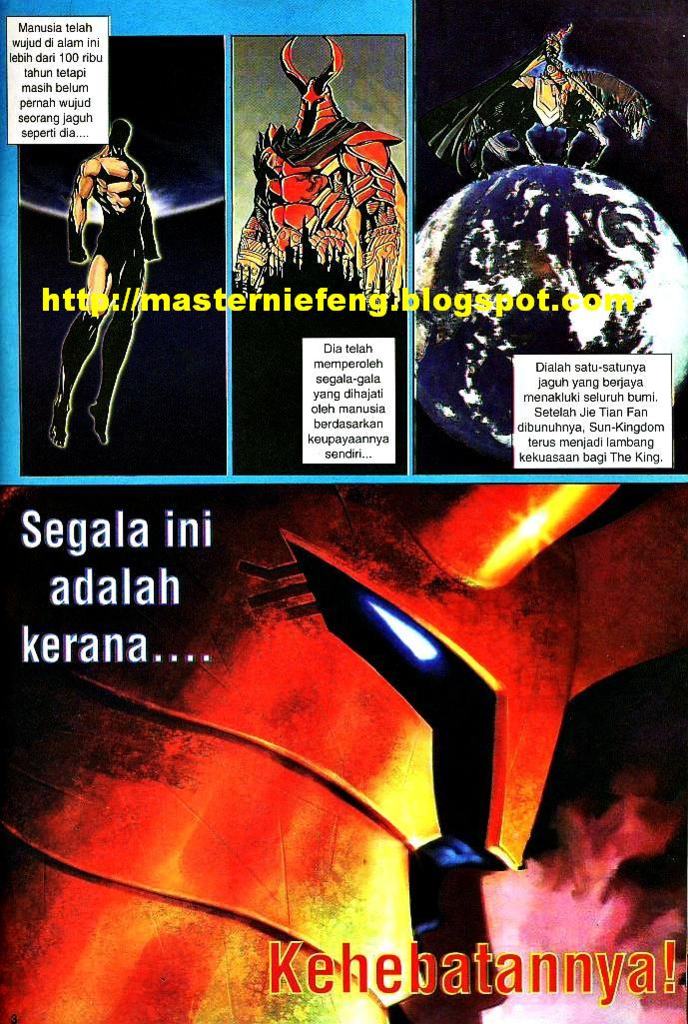 Manusia telah
wujud di alam ini
lebih dari 100 ribu
tahun tetapi
masih belum
pernah wujud
seorang jaguh
seperti dia....
http://masterniefeng.blogspot.com
Dia telah
memperoleh
segala-gala
yang dihajati
oleh manusia
berdasarkan
keupayaannya
sendiri...
Dialah satu-satunya
jaguh yang berjaya
menakluki seluruh bumi.
Setelah Jie Tian Fan
dibunuhnya, Sun-Kingdom
terus menjadi lambang
kekuasaan bagi The King.
Segala ini
adalah
kerana....
Kehebatannya!
3